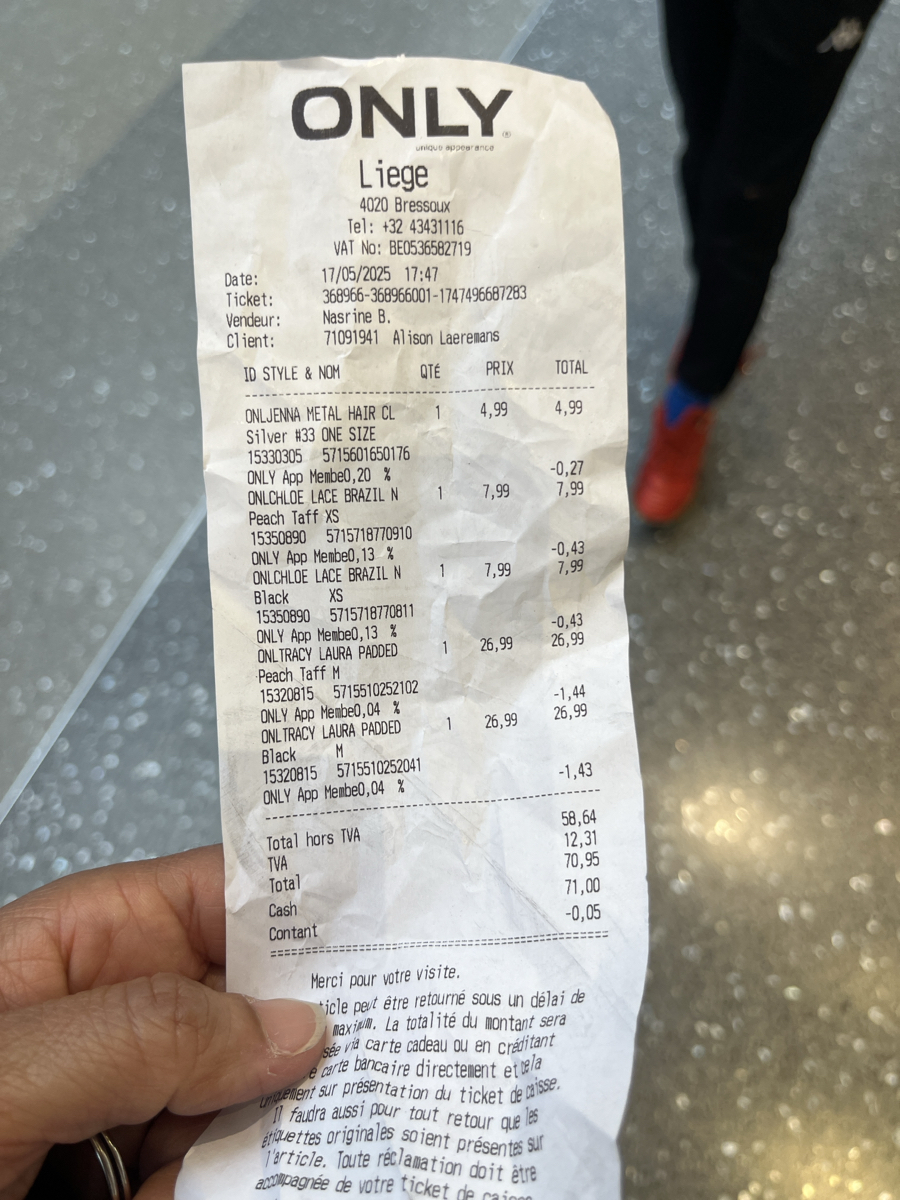 ONLY
unique appearance
Liege
4020 Bressoux
Tel: +32 43431116
VAT No: BE0536582719
Date: 17/05/2025 17:47
Ticket: 368966-368966001-1747496687283
Vendeur: Nasrine B.
Client: 71091941 Alison Laeremans
ID STYLE & NOM QTÉ PRIX TOTAL
ONLJENNA METAL HAIR CL 1 4,99 4,99
Silver #33 ONE SIZE
15330305 5715601650176
ONLY App Membe0,20 % -0,27
ONLCHLOE LACE BRAZIL N 1 7,99 7,99
Peach Taff XS
15350890 5715718770910
ONLY App Membe0,13 % -0,43
ONLCHLOE LACE BRAZIL N 1 7,99 7,99
Black XS
15350890 5715718770811
ONLY App Membe0,13 % -0,43
ONLTRACY LAURA PADDED 1 26,99 26,99
Peach Taff M
15320815 5715510252102
ONLY App Membe0,04 % -1,44
ONLTRACY LAURA PADDED 1 26,99 26,99
Black M
15320815 5715510252041
ONLY App Membe0,04 % -1,43
Total hors TVA 58,64
TVA 12,31
Total 70,95
Cash 71,00
Contant -0,05
Merci pour votre visite.
peut être retourné sous un délai de
maximum. La totalité du montant sera
via carte cadeau ou en créditant
carte bancaire directement et cela
uniquement sur présentation du ticket de caisse.
Il faudra aussi pour tout retour que les
étiquettes originales soient présentes sur
l'article. Toute réclamation doit être
accompagnée de votre ticket de caisse